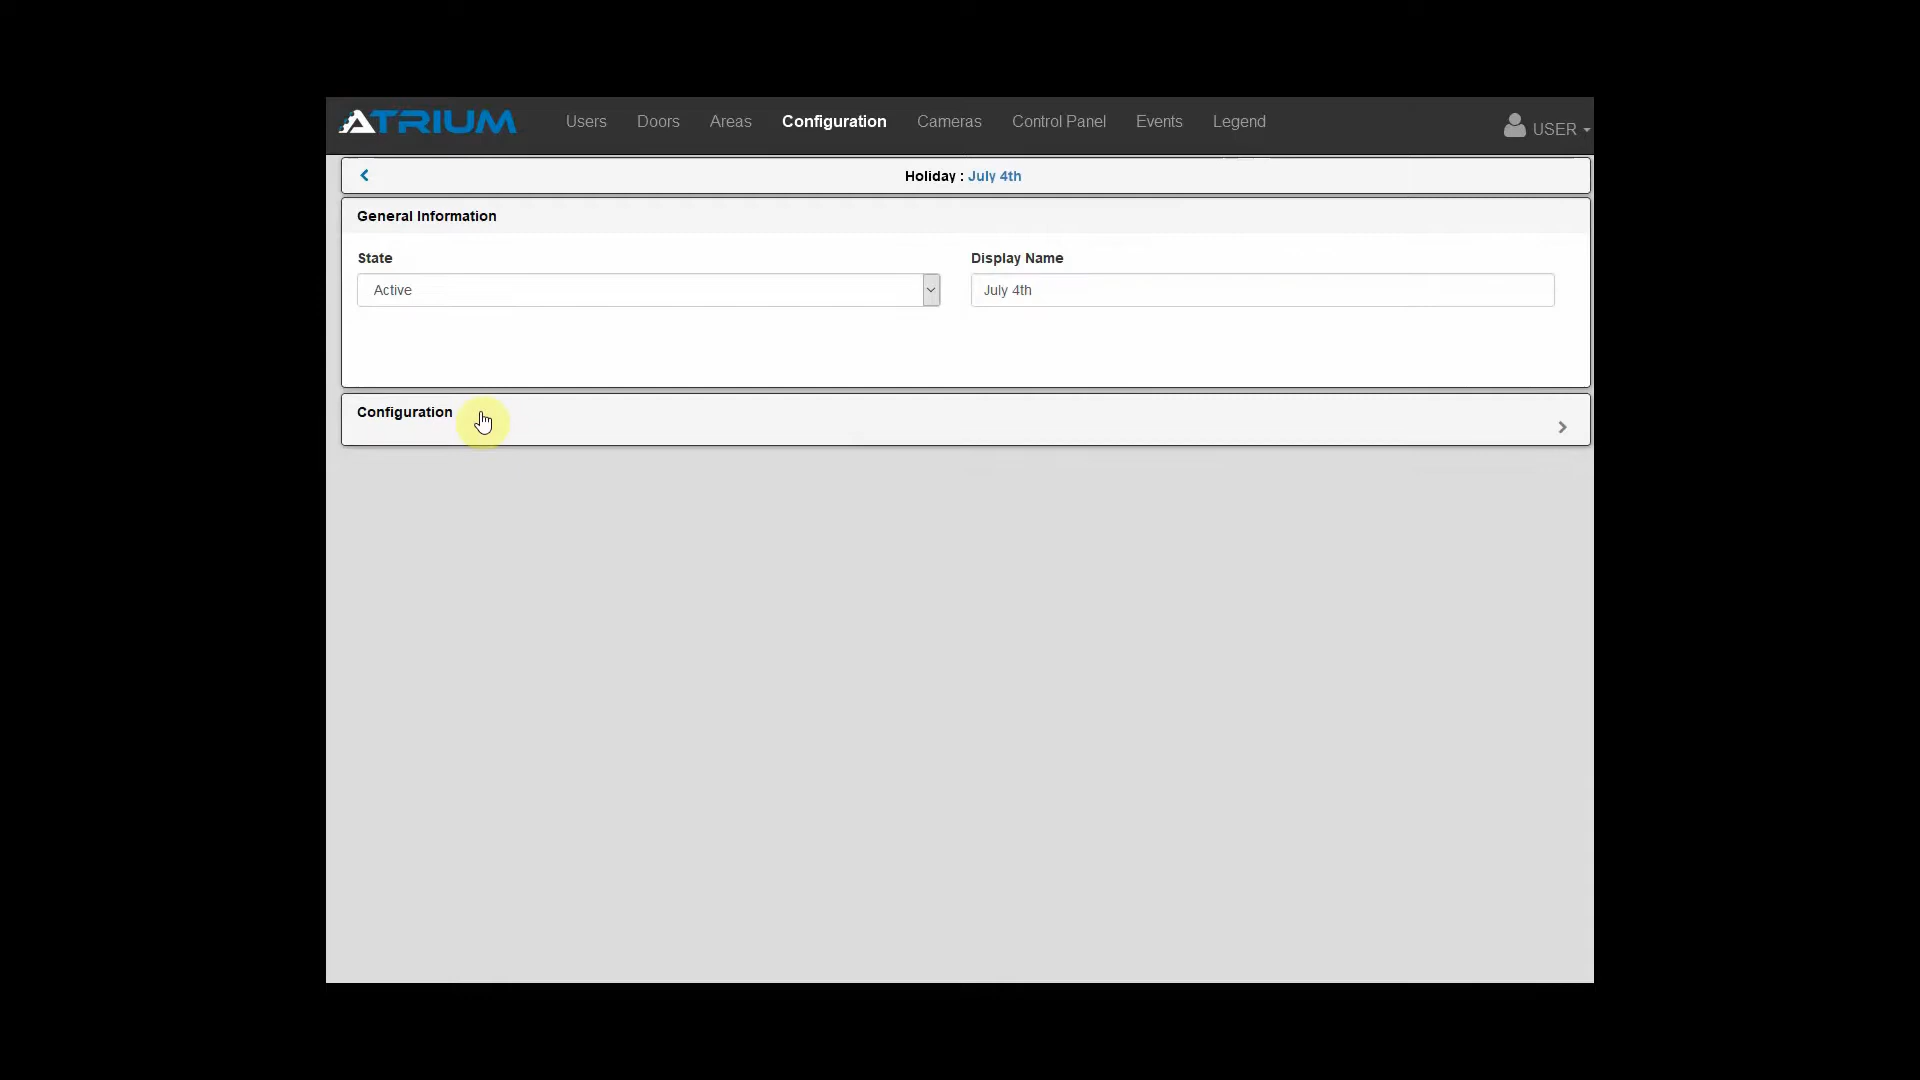 ATRIUM Users Doors Areas Configuration Cameras Control Panel Events Legend USER
Holiday : July 4th
General Information
State Display Name
Active July 4th
Configuration